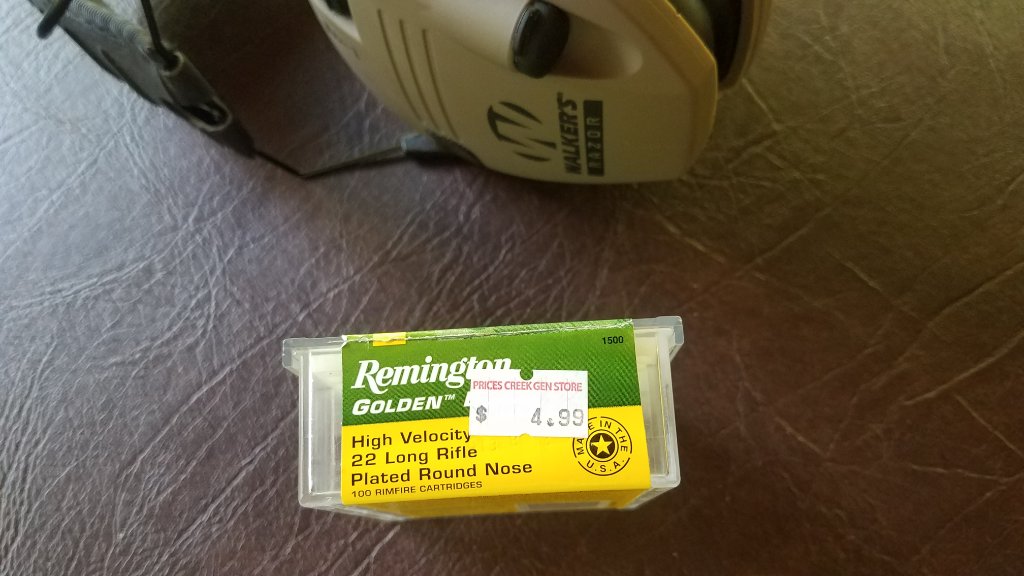 WALKER'S
RAZOR
1500
Remington
GOLDEN™
PRICES CREEK GEN STORE
$ 4.99
High Velocity
22 Long Rifle
Plated Round Nose
100 RIMFIRE CARTRIDGES
MADE IN THE
U.S.A.